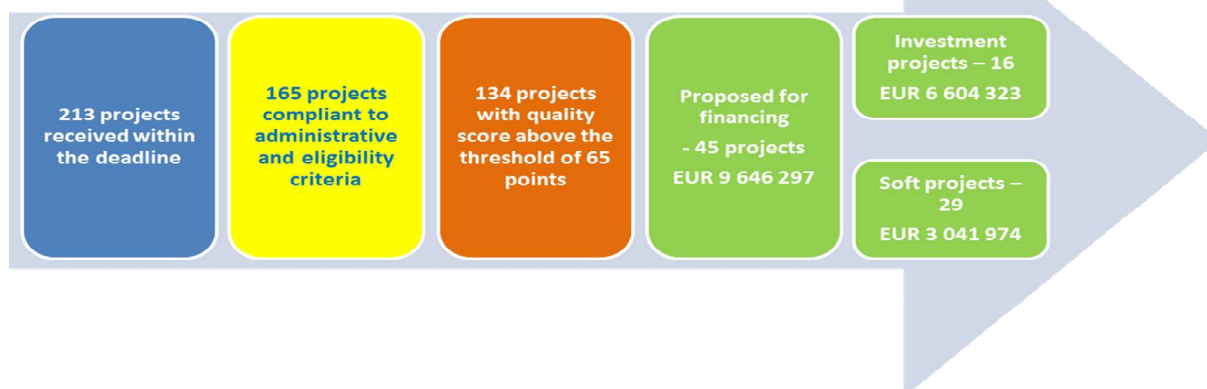 213 projects
received within
the deadline
165 projects
compliant to
administrative
and eligibility
criteria
134 projects
with quality
score above the
threshold of 65
points
Proposed for
financing
- 45 projects
EUR 9 646 297
Investment
projects – 16
EUR 6 604 323
Soft projects –
29
EUR 3 041 974